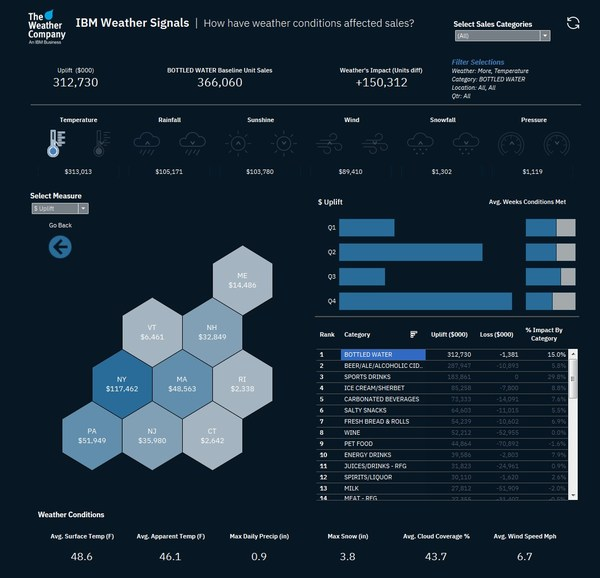 The
Weather
Company
An IBM Business
IBM Weather Signals | How have weather conditions affected sales?
Select Sales Categories
(All)
Uplift ($000)
312,730
BOTTLED WATER Baseline Unit Sales
366,060
Weather's Impact (Units diff)
+150,312
Filter Selections
Weather: More, Temperature
Category: BOTTLED WATER
Location: All, All
Qtr: All
Temperature Rainfall Sunshine Wind Snowfall Pressure
$313,013 $105,171 $103,780 $89,410 $1,302 $1,119
Select Measure
$ Uplift
Go Back
ME
$14,486
VT
$6,461
NH
$32,849
NY
$117,462
MA
$48,563
RI
$2,338
PA
$51,949
NJ
$35,980
CT
$2,642
$ Uplift Avg. Weeks Conditions Met
Q1
Q2
Q3
Q4
Rank Category Uplift ($000) Loss ($000) % Impact By Category
1 BOTTLED WATER 312,730 -1,381 15.0%
2 BEER/ALE/ALCOHOLIC CID.. 287,947 -10,893 5.8%
3 SPORTS DRINKS 183,861 0 29.8%
4 ICE CREAM/SHERBET 85,258 -7,800 8.8%
5 CARBONATED BEVERAGES 73,333 -14,091 7.6%
6 SALTY SNACKS 64,603 -11,015 5.5%
7 FRESH BREAD & ROLLS 54,239 -10,602 6.9%
8 WINE 52,212 -52,955 0.0%
9 PET FOOD 44,864 -70,892 -1.6%
10 ENERGY DRINKS 39,586 -2,803 7.9%
11 JUICES/DRINKS - RFG 31,823 -24,961 0.9%
12 SPIRITS/LIQUOR 30,110 -1,620 2.6%
13 MILK 27,812 -51,909 -2.0%
14 MEAT - RFG
Weather Conditions
Avg. Surface Temp (F) Avg. Apparent Temp (F) Max Daily Precip (in) Max Snow (in) Avg. Cloud Coverage % Avg. Wind Speed Mph
48.6 46.1 0.9 3.8 43.7 6.7